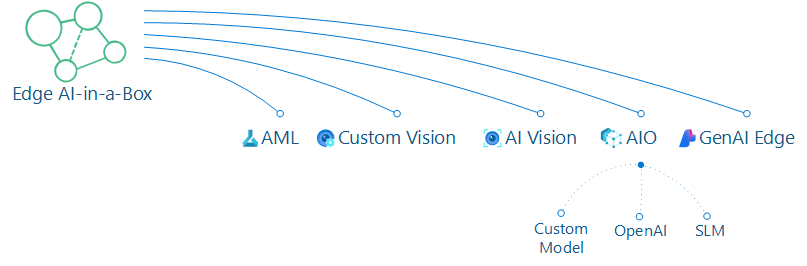 Edge AI-in-a-Box
AML
Custom Vision
AI Vision
AIO
GenAI Edge
Custom
Model
OpenAI
SLM